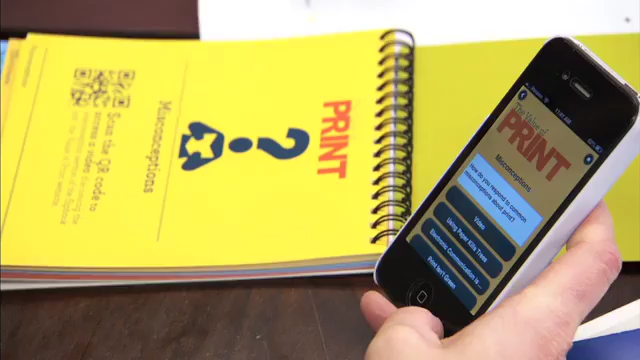 PRINT
Misconceptions
Scan the QR code to
access a video
The Value of
PRINT
Misconceptions
How do you respond to common
misconceptions about print?
Video
Using Paper Kills Trees
Electronic Communication is ...
Print Isn't Green